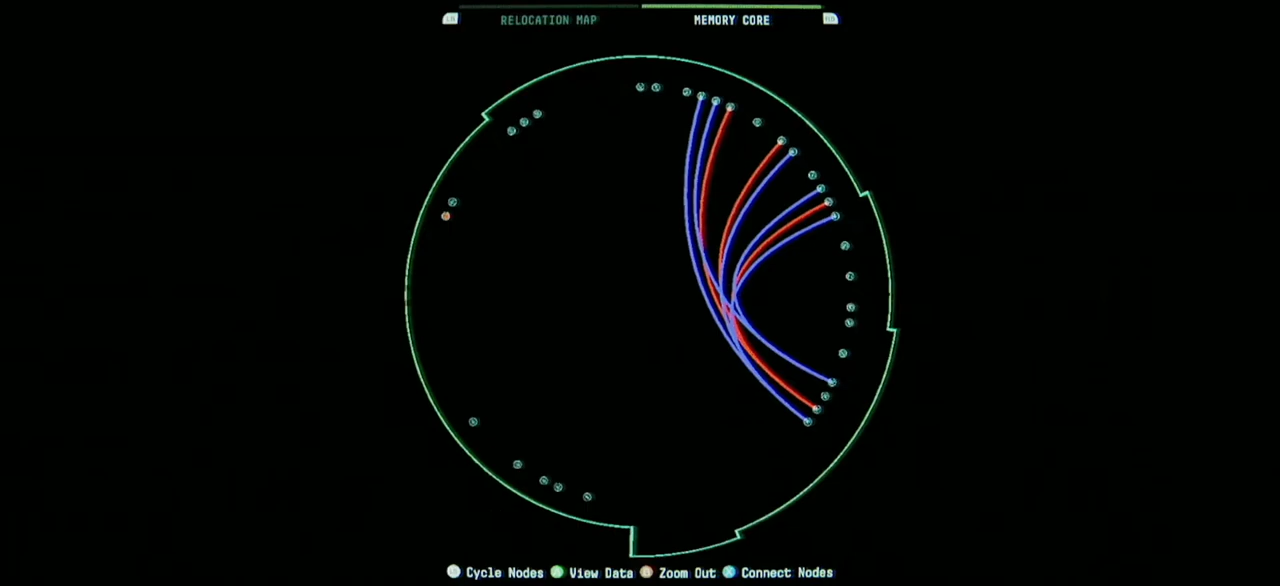 RELOCATION MAP
MEMORY CORE
Cycle Nodes View Data Zoom Out Connect Nodes